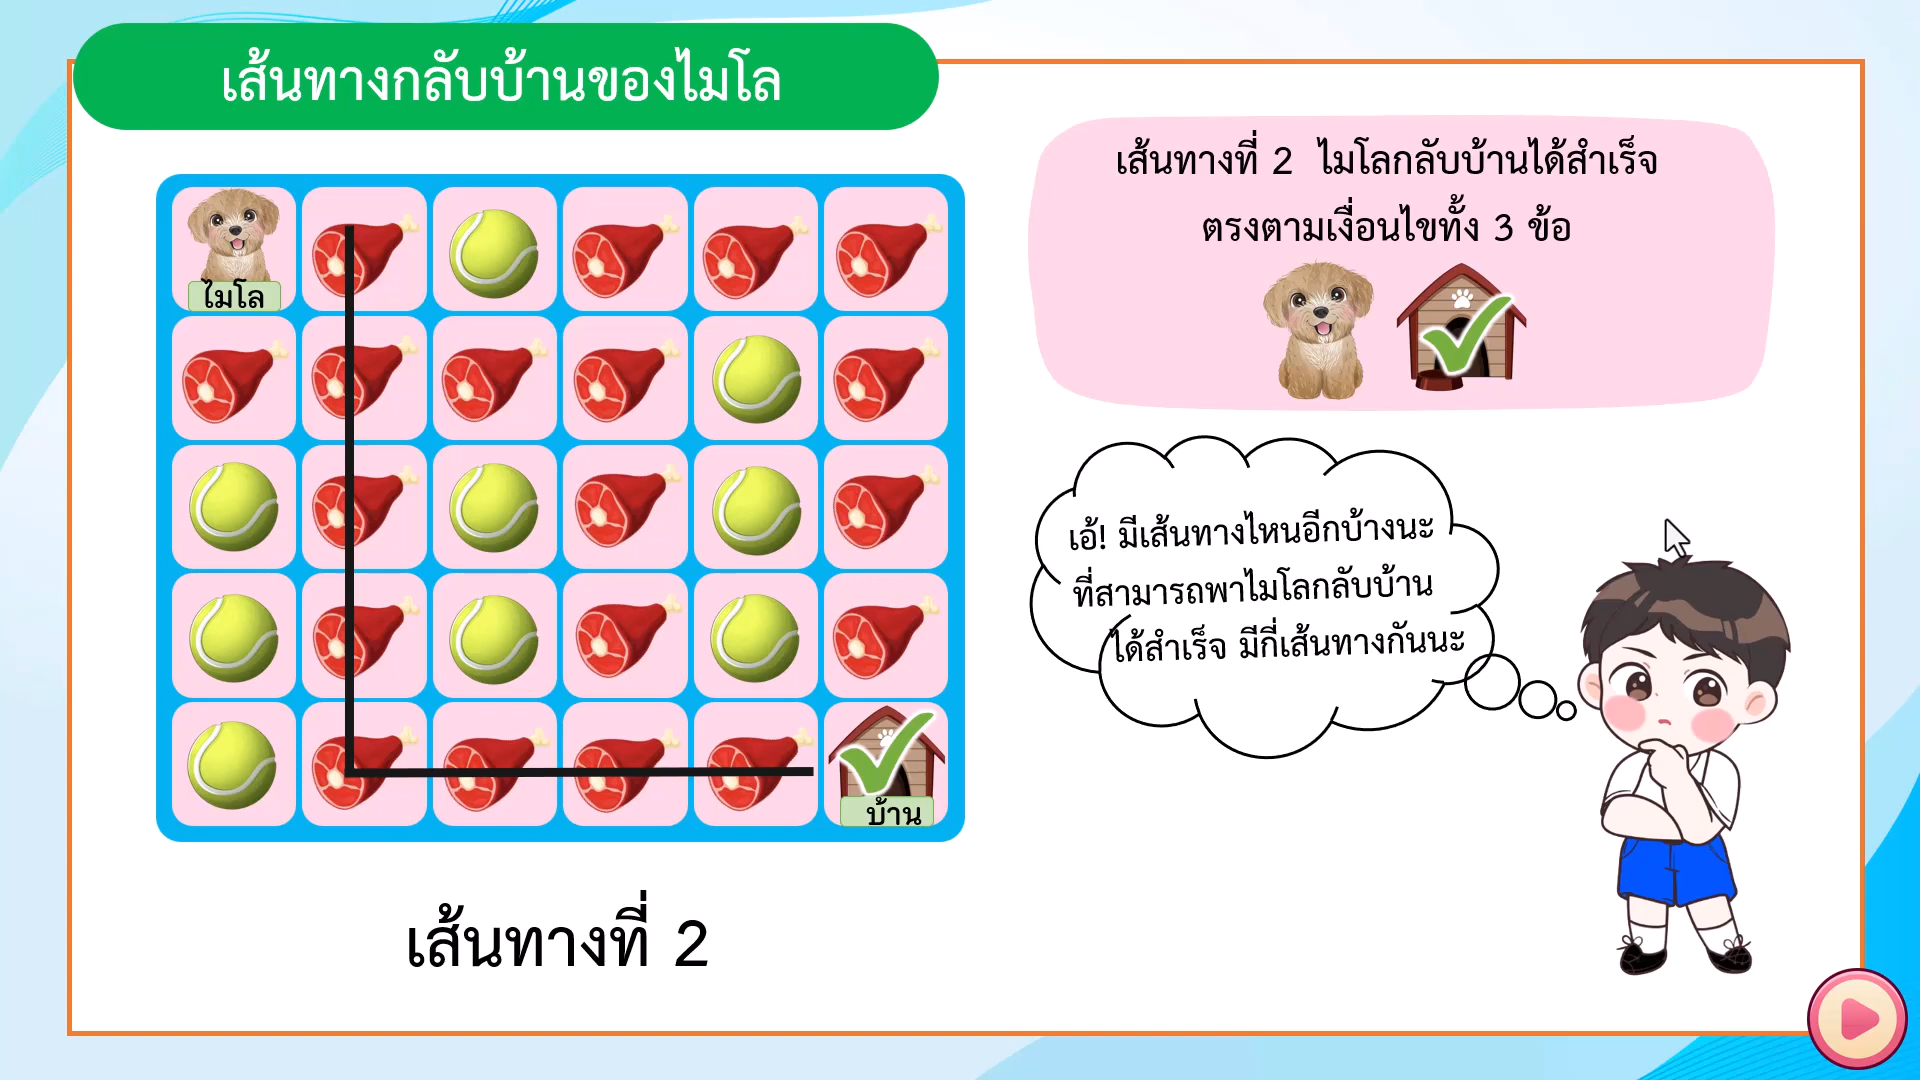 เส้นทางกลับบ้านของไมโล
ไมโล
บ้าน
เส้นทางที่ 2
เส้นทางที่ 2 ไมโลกลับบ้านได้สำเร็จ
ตรงตามเงื่อนไขทั้ง 3 ข้อ
เอ้! มีเส้นทางไหนอีกบ้างนะ
ที่สามารถพาไมโลกลับบ้าน
ได้สำเร็จ มีกี่เส้นทางกันนะ